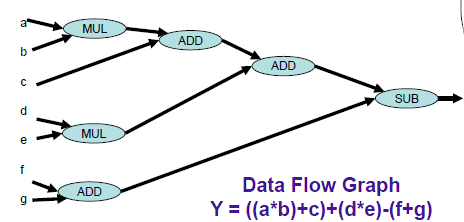 a
MUL
b
ADD
c
ADD
d
SUB
MUL
e
f
ADD
g
Data Flow Graph
Y = ((a*b)+c)+(d*e)-(f+g)